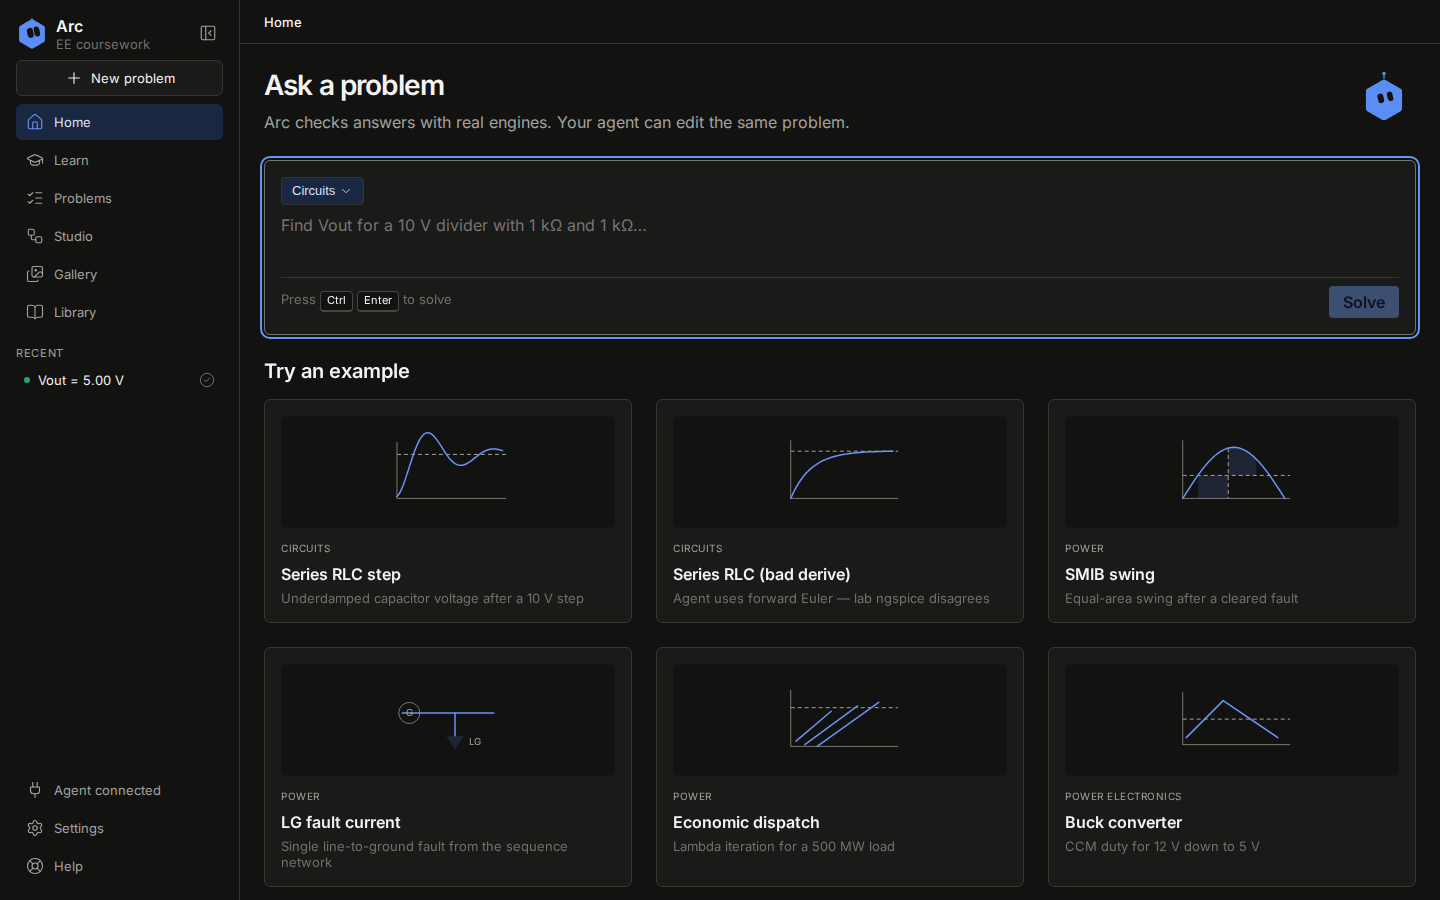 Arc
EE coursework
New problem
Home
Learn
Problems
Studio
Gallery
Library
RECENT
Vout = 5.00 V
Agent connected
Settings
Help
Home
Ask a problem
Arc checks answers with real engines. Your agent can edit the same problem.
Circuits
Find Vout for a 10 V divider with 1 kΩ and 1 kΩ...
Press Ctrl Enter to solve
Solve
Try an example
CIRCUITS
Series RLC step
Underdamped capacitor voltage after a 10 V step
CIRCUITS
Series RLC (bad derive)
Agent uses forward Euler — lab ngspice disagrees
POWER
SMIB swing
Equal-area swing after a cleared fault
G
LG
POWER
LG fault current
Single line-to-ground fault from the sequence
network
POWER
Economic dispatch
Lambda iteration for a 500 MW load
POWER ELECTRONICS
Buck converter
CCM duty for 12 V down to 5 V